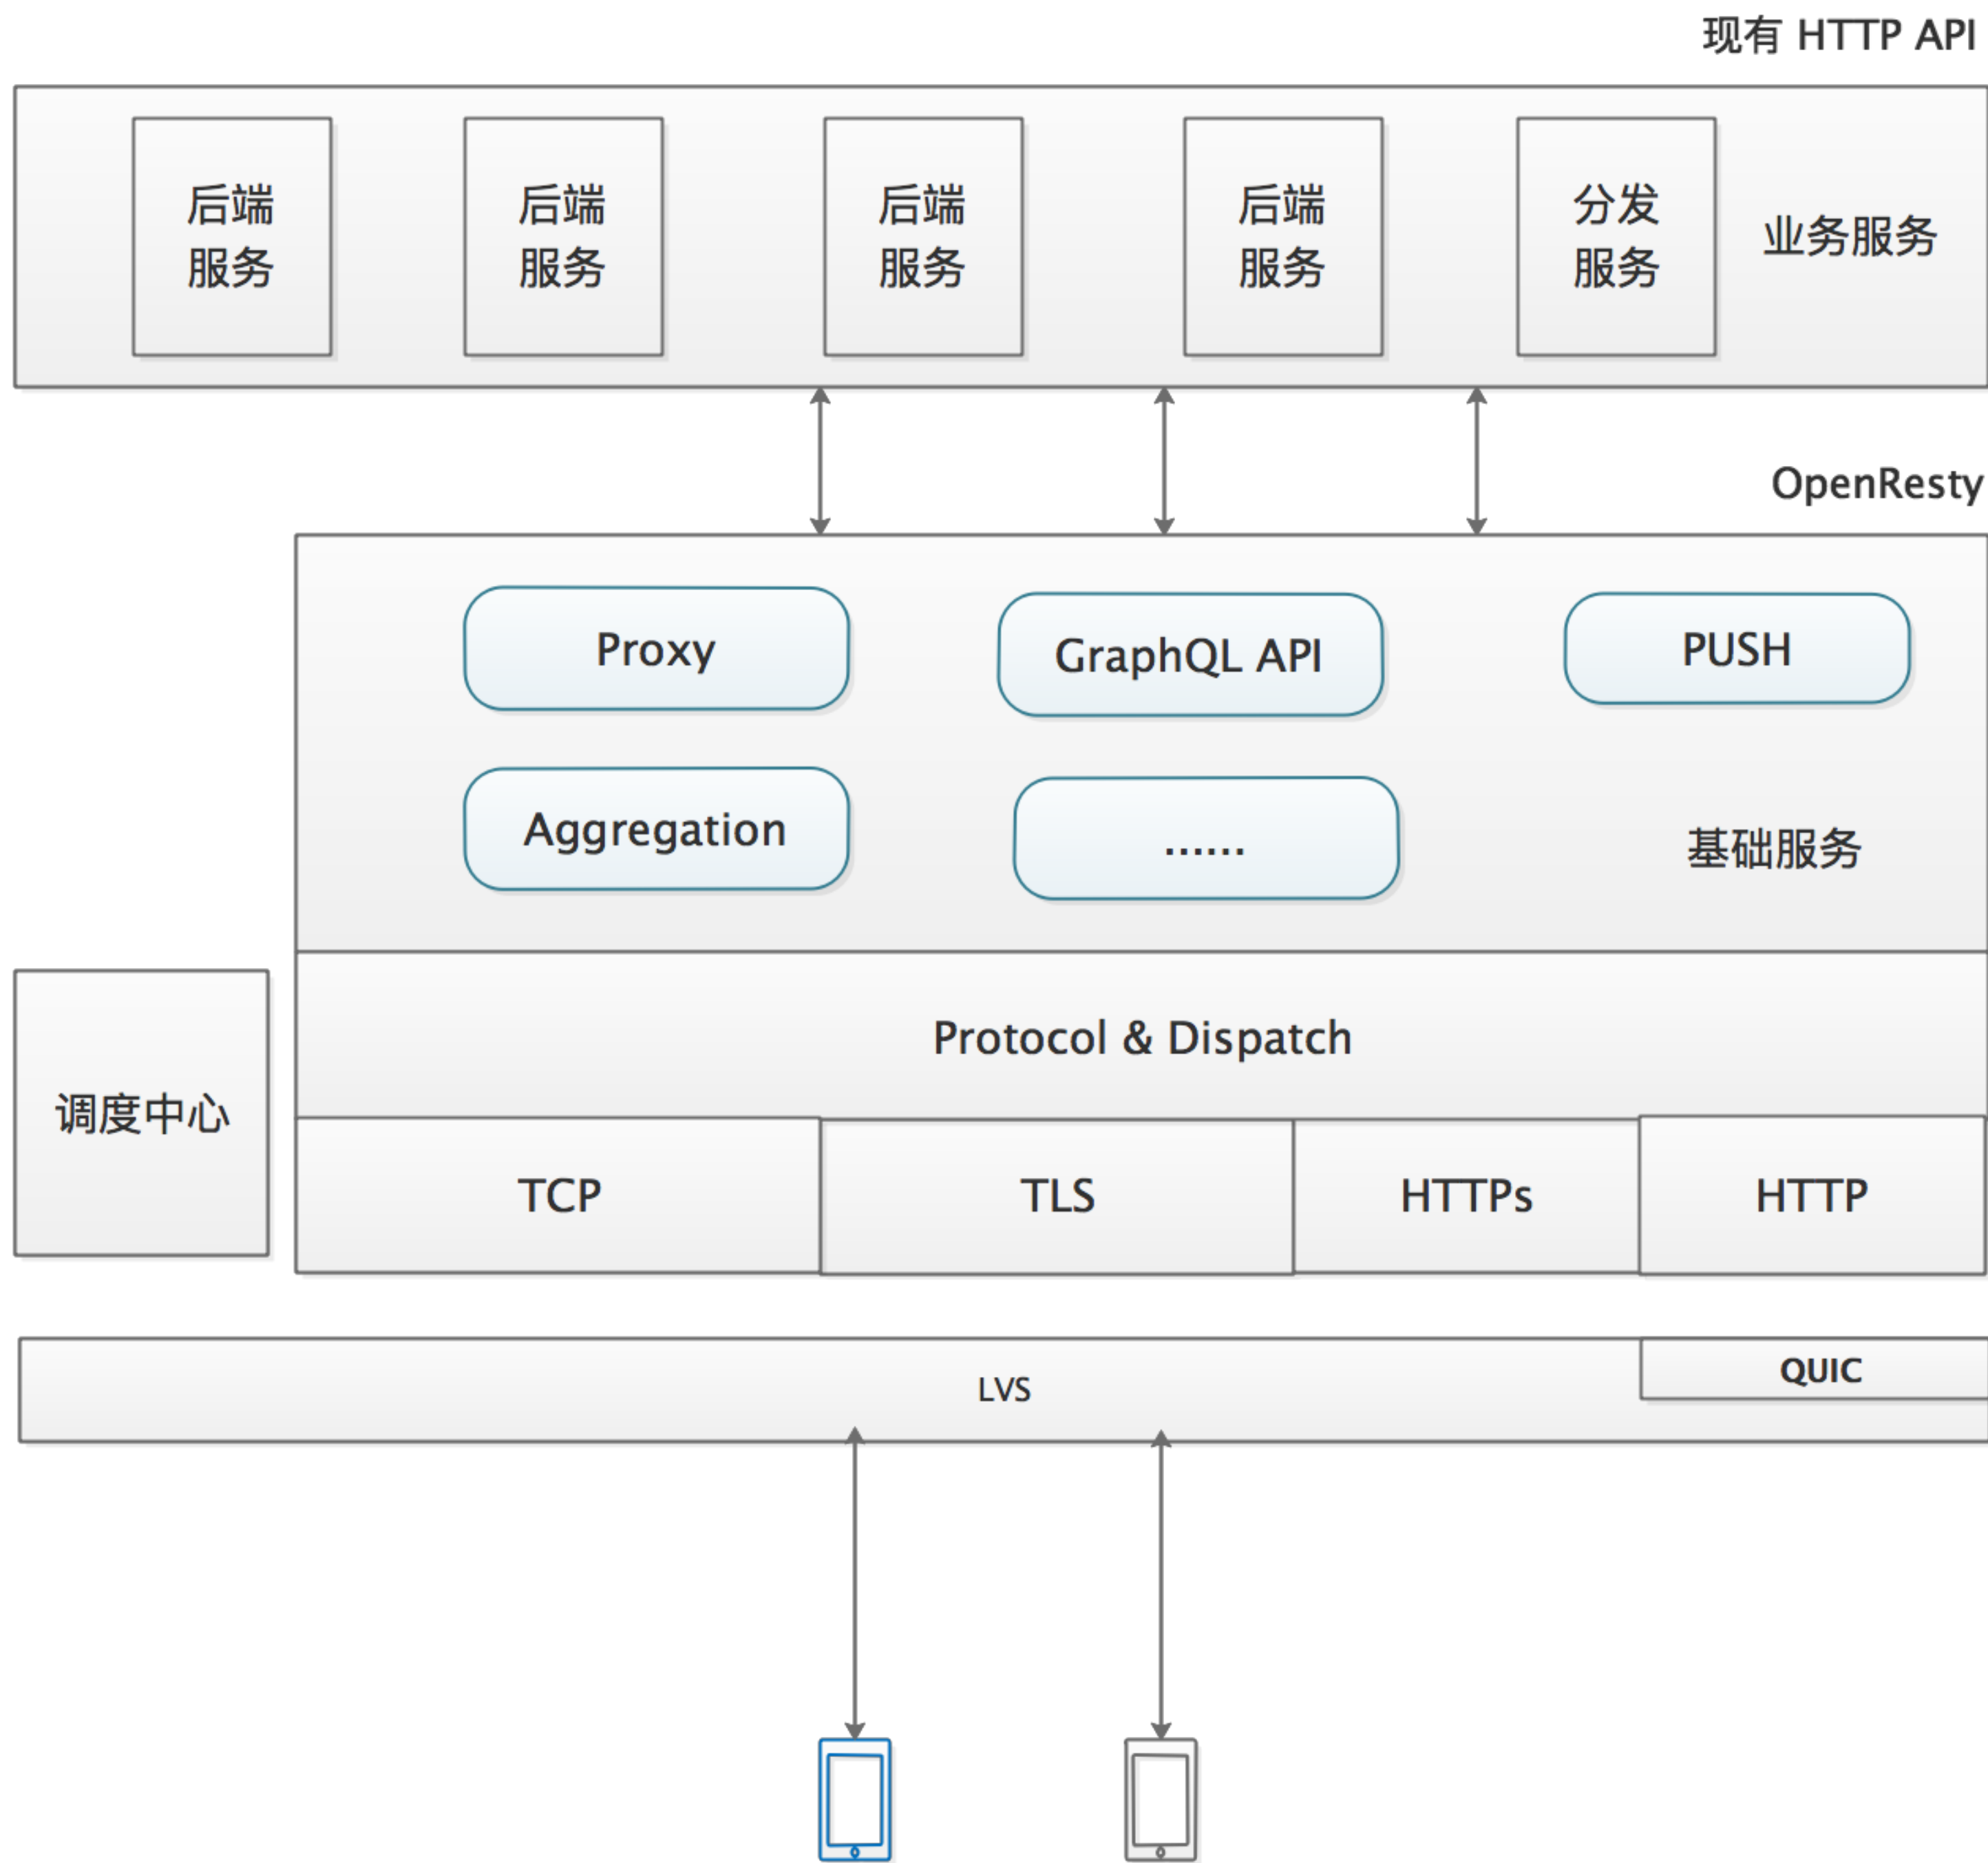 现有 HTTP API
后端
服务
后端
服务
后端
服务
后端
服务
分发
服务
业务服务
OpenResty
Proxy
GraphQL API
PUSH
Aggregation
......
基础服务
Protocol & Dispatch
调度中心
TCP
TLS
HTTPs
HTTP
QUIC
LVS